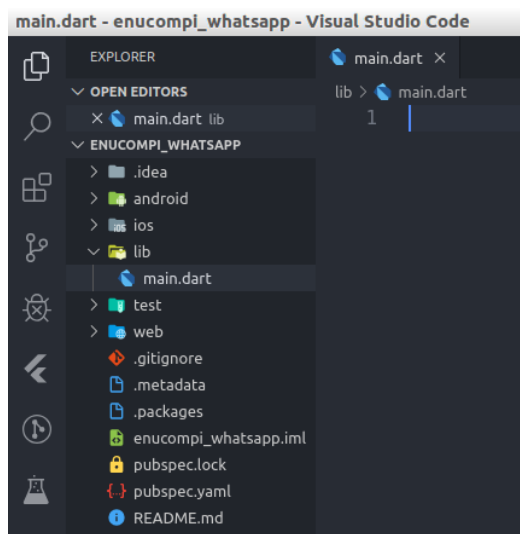 main.dart - enucompi_whatsapp - Visual Studio Code
EXPLORER
OPEN EDITORS
main.dart lib
ENUCOMPI_WHATSAPP
.idea
android
ios
lib
main.dart
test
web
.gitignore
.metadata
.packages
enucompi_whatsapp.iml
pubspec.lock
pubspec.yaml
README.md
main.dart
lib > main.dart
1